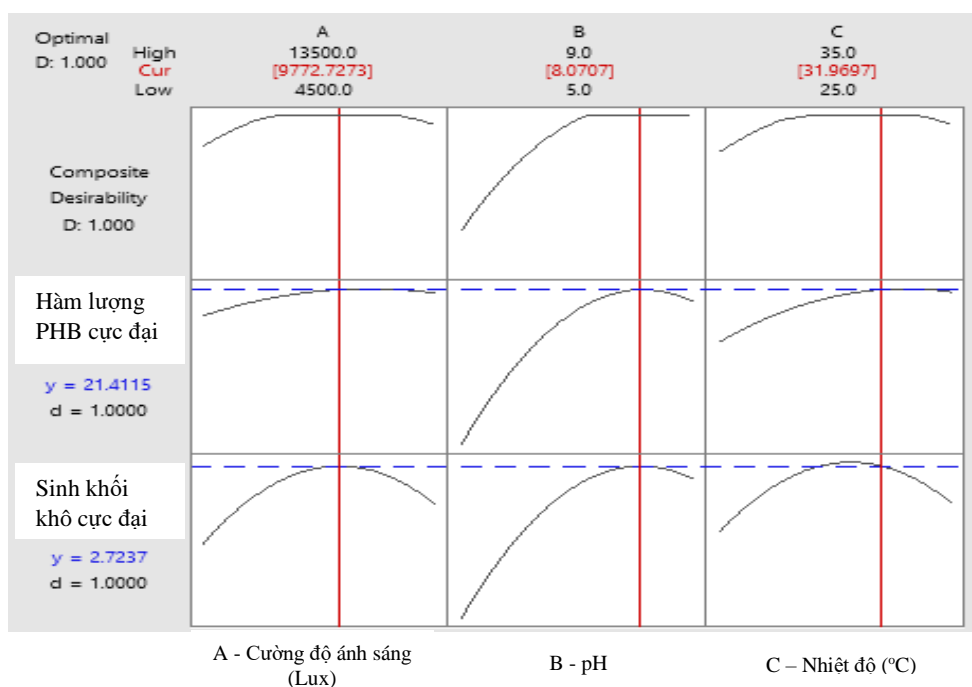 Optimal
D: 1.000
High
Cur
Low
A
13500.0
[9772.7273]
4500.0
B
9.0
[8.0707]
5.0
C
35.0
[31.9697]
25.0
Composite
Desirability
D: 1.000
Hàm lượng
PHB cực đại
y = 21.4115
d = 1.0000
Sinh khối
khô cực đại
y = 2.7237
d = 1.0000
A - Cường độ ánh sáng
(Lux)
B - pH
C – Nhiệt độ (ºC)